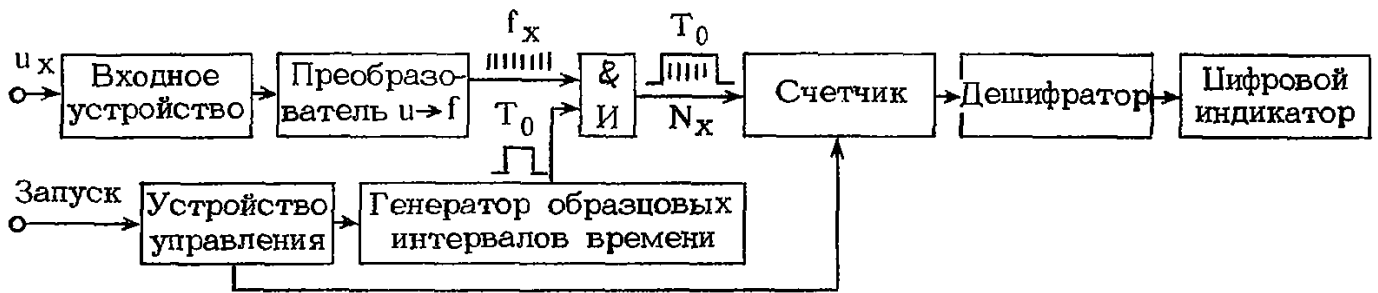 u x
Входное
устройство
Преобразо-
ватель u→f
f x
T 0
&
И
T 0
N x
Счетчик
Дешифратор
Цифровой
индикатор
Запуск
Устройство
управления
Генератор образцовых
интервалов времени